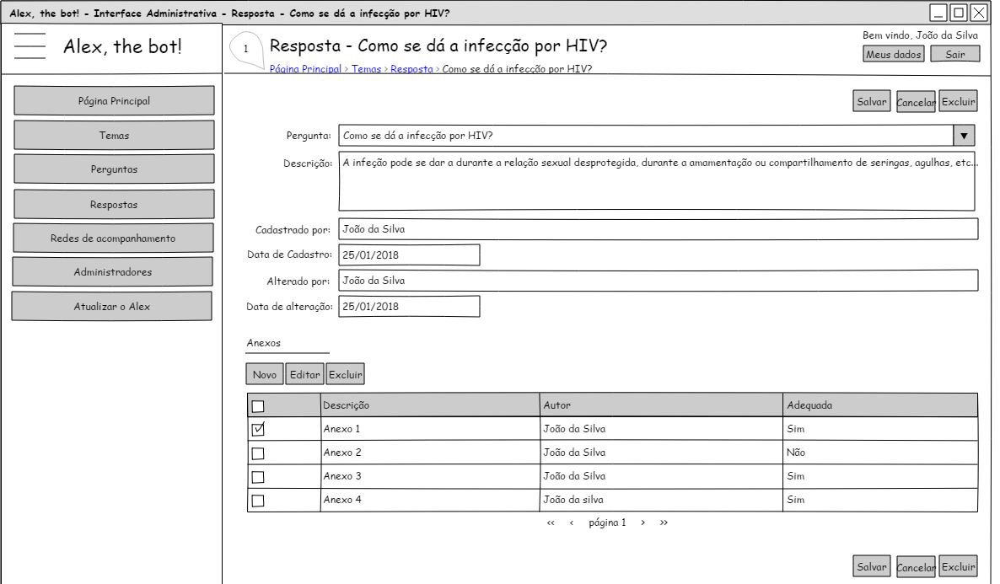 Alex, the bot! - Interface Administrativa - Resposta - Como se dá a infecção por HIV?
Alex, the bot!
1
Resposta - Como se dá a infecção por HIV?
Página Principal > Temas > Resposta > Como se dá a infecção por HIV?
Bem vindo, João da Silva
Meus dados Sair
Página Principal
Temas
Perguntas
Respostas
Redes de acompanhamento
Administradores
Atualizar o Alex
Salvar Cancelar Excluir
Pergunta: Como se dá a infecção por HIV?
Descrição: A infeção pode se dar a durante a relação sexual desprotegida, durante a amamentação ou compartilhamento de seringas, agulhas, etc...
Cadastrado por: João da Silva
Data de Cadastro: 25/01/2018
Alterado por: João da Silva
Data de alteração: 25/01/2018
Anexos
Novo Editar Excluir
Descrição Autor Adequada
Anexo 1 João da Silva Sim
Anexo 2 João da Silva Não
Anexo 3 João da Silva Sim
Anexo 4 João da silva Sim
<< < página 1 > >>
Salvar Cancelar Excluir